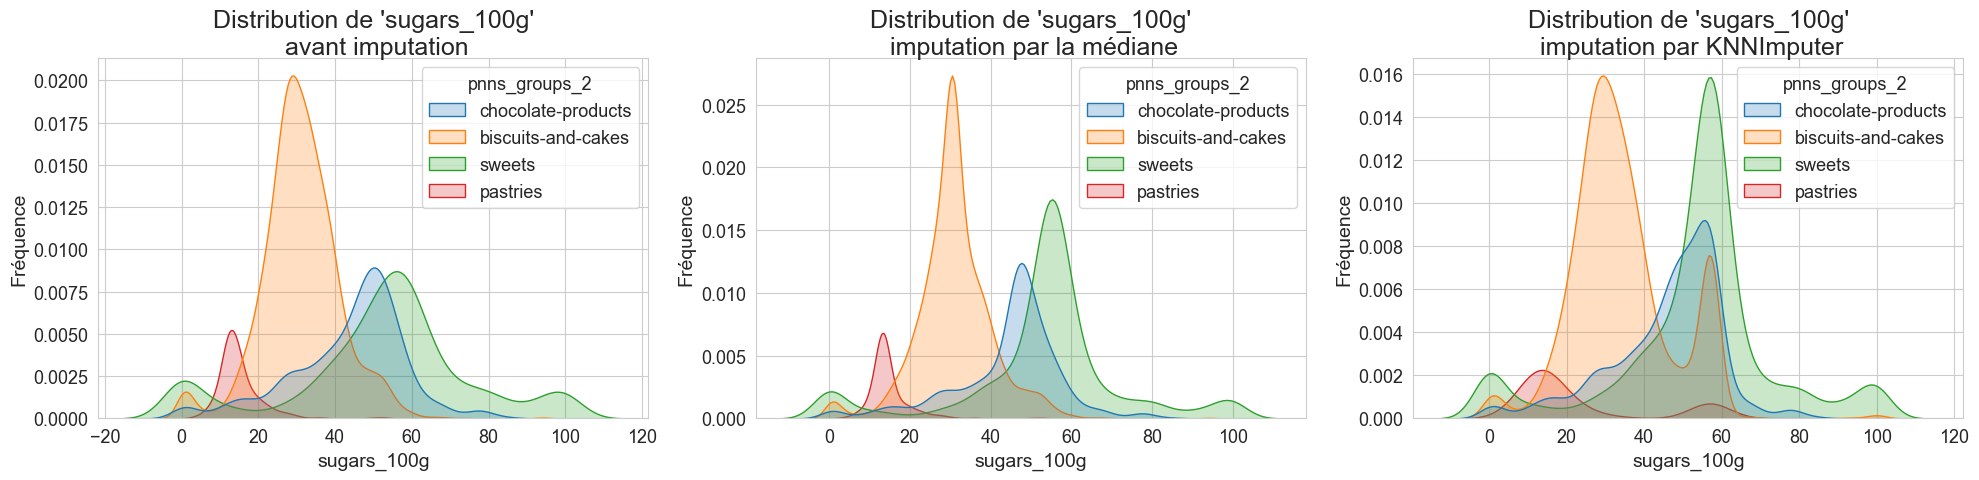 Distribution de 'sugars_100g'
avant imputation
Fréquence
0.0200
0.0175
0.0150
0.0125
0.0100
0.0075
0.0050
0.0025
0.0000
pnns_groups_2
chocolate-products
biscuits-and-cakes
sweets
pastries
−20 0 20 40 60 80 100 120
sugars_100g
Distribution de 'sugars_100g'
imputation par la médiane
Fréquence
0.025
0.020
0.015
0.010
0.005
0.000
pnns_groups_2
chocolate-products
biscuits-and-cakes
sweets
pastries
0 20 40 60 80 100
sugars_100g
Distribution de 'sugars_100g'
imputation par KNNImputer
Fréquence
0.016
0.014
0.012
0.010
0.008
0.006
0.004
0.002
0.000
pnns_groups_2
chocolate-products
biscuits-and-cakes
sweets
pastries
0 20 40 60 80 100 120
sugars_100g